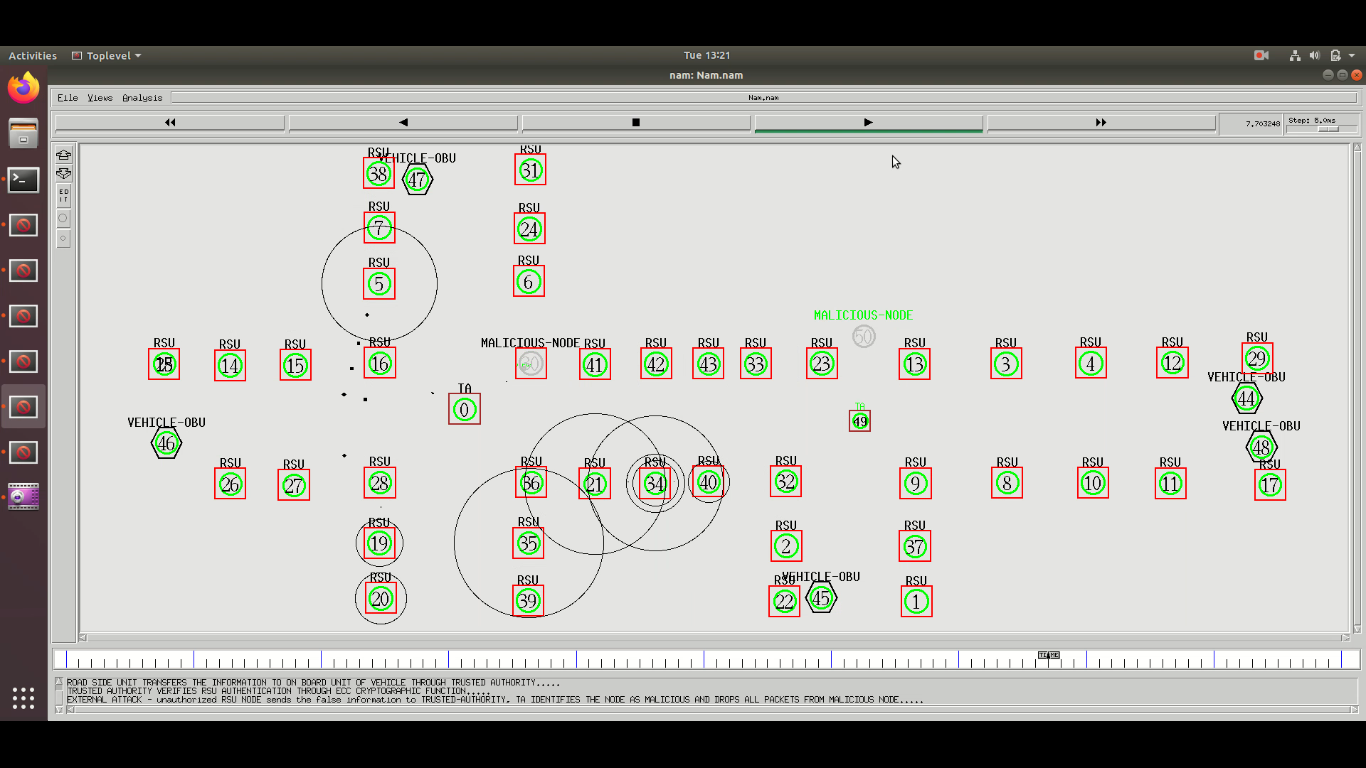 Activities Toplevel Tue 13:21
nam: Nam.nam
File Views Analysis Nam.nam
7.703248 Step: 8.0ms
ED
IT
RSU VEHICLE-OBU RSU
38 47 31
RSU RSU
7 24
RSU RSU
5 6
MALICIOUS-NODE
50
RSU RSU RSU RSU MALICIOUS-NODE RSU RSU RSU RSU RSU RSU RSU RSU RSU RSU
14 15 16 30 41 42 43 33 23 13 3 4 12 29
VEHICLE-OBU
44
TA TA
0 49
VEHICLE-OBU VEHICLE-OBU
46 48
RSU RSU RSU RSU RSU RSU RSU RSU RSU RSU RSU RSU RSU
26 27 28 36 21 34 40 32 9 8 10 11 17
RSU RSU RSU RSU
19 35 2 37
RSU RSU RSU VEHICLE-OBU RSU
20 39 22 45 1
TIME
ROAD SIDE UNIT TRANSFERS THE INFORMATION TO ON BOARD UNIT OF VEHICLE THROUGH TRUSTED AUTHORITY.....
TRUSTED AUTHORITY VERIFIES RSU AUTHENTICATION THROUGH ECC CRYPTOGRAPHIC FUNCTION.....
EXTERNAL ATTACK - unauthorized RSU NODE sends the false information to TRUSTED-AUTHORITY. TA IDENTIFIES THE NODE AS MALICIOUS AND DROPS ALL PACKETS FROM MALICIOUS NODE.....